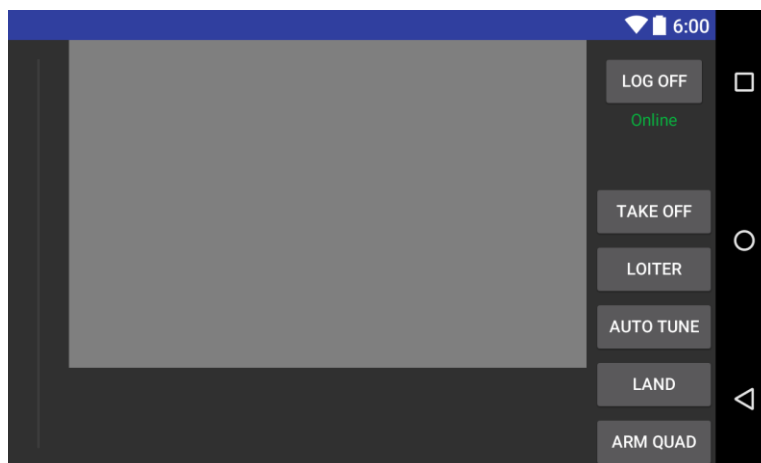 6:00
LOG OFF
Online
TAKE OFF
LOITER
AUTO TUNE
LAND
ARM QUAD